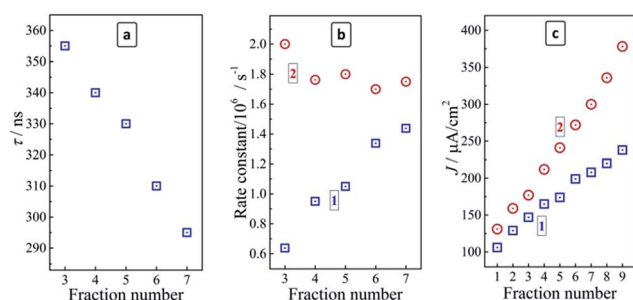 a
τ / ns
360
350
340
330
320
310
300
290
3 4 5 6 7
Fraction number
b
Rate constant/10⁶ / s⁻¹
2.0
1.8
1.6
1.4
1.2
1.0
0.8
0.6
2
1
3 4 5 6 7
Fraction number
c
J / μA/cm²
400
350
300
250
200
150
100
2
1
1 2 3 4 5 6 7 8 9
Fraction number